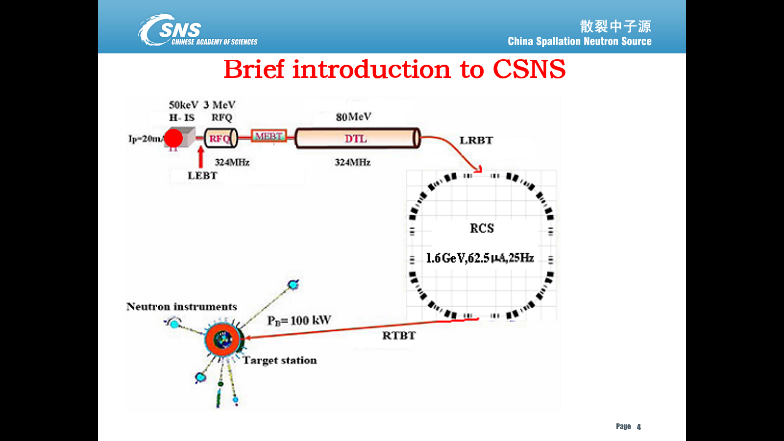 SNS
CHINESE ACADEMY OF SCIENCES
散裂中子源
China Spallation Neutron Source
Brief introduction to CSNS
50keV 3 MeV
H- IS RFQ
80MeV
Ip=20mA
RFQ
MEBT
DTL
LRBT
H
324MHz
324MHz
LEBT
RCS
1.6GeV,62.5μA,25Hz
Neutron instruments
PB=100 kW
RTBT
Target station
Page 4